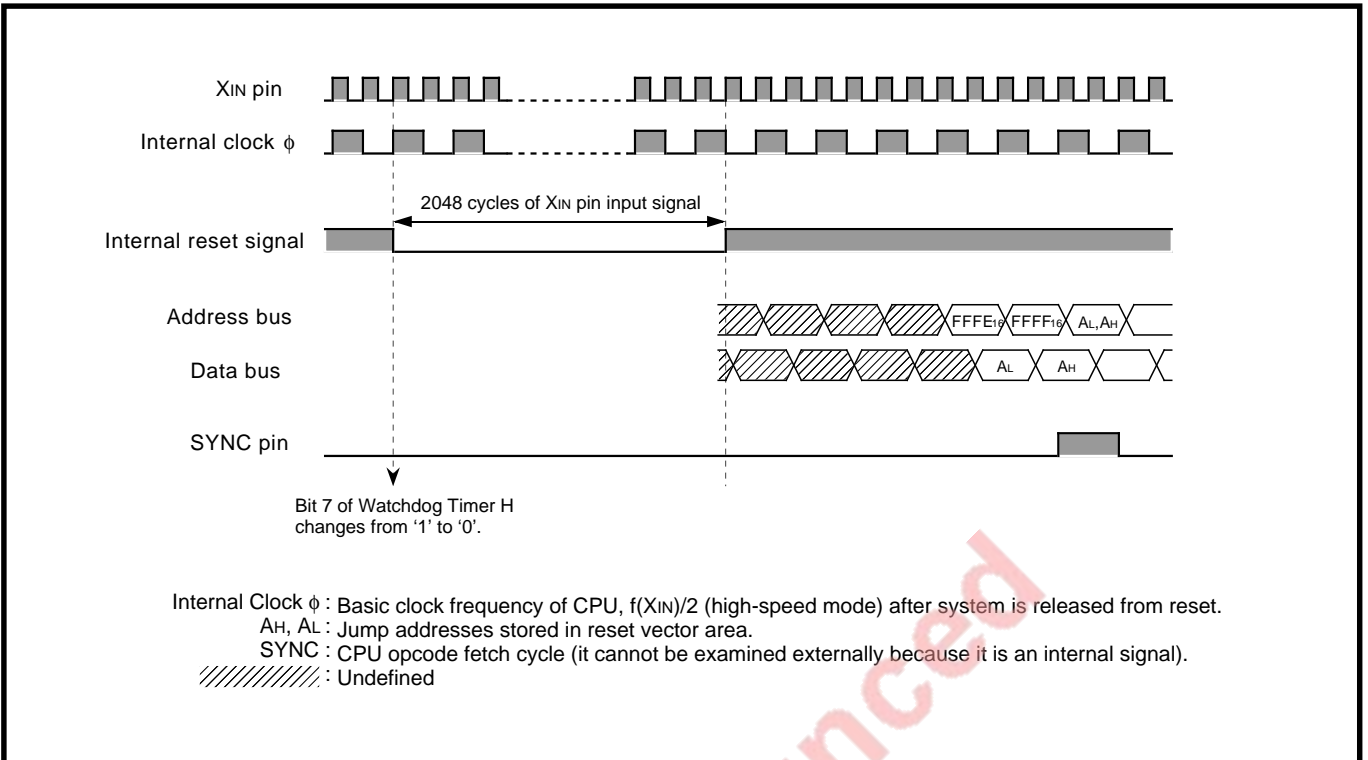 XIN pin
Internal clock ϕ
2048 cycles of XIN pin input signal
Internal reset signal
Address bus
FFFE16 FFFF16 AL,AH
Data bus
AL AH
SYNC pin
Bit 7 of Watchdog Timer H
changes from ‘1’ to ‘0’.
Internal Clock ϕ : Basic clock frequency of CPU, f(XIN)/2 (high-speed mode) after system is released from reset.
AH, AL : Jump addresses stored in reset vector area.
SYNC : CPU opcode fetch cycle (it cannot be examined externally because it is an internal signal).
: Undefined
nced